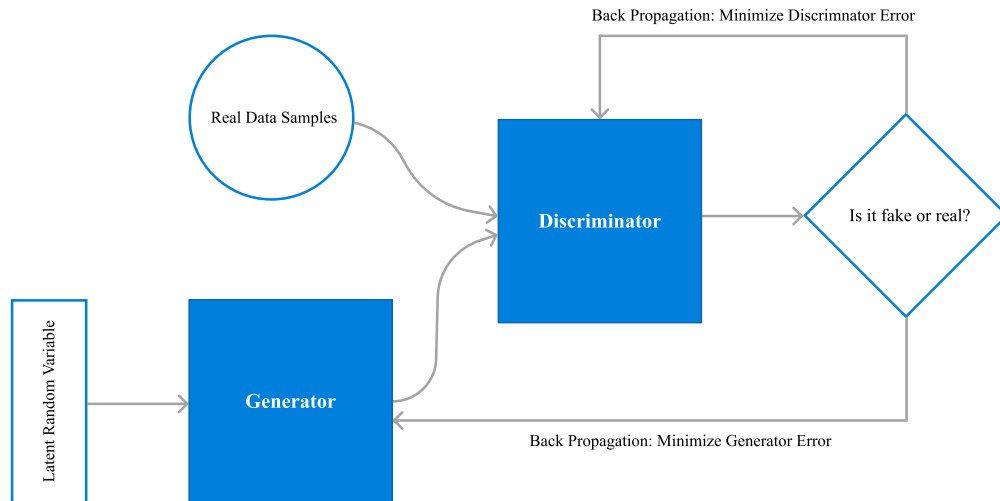 Back Propagation: Minimize Discrimnator Error
Real Data Samples
Discriminator
Is it fake or real?
Latent Random Variable
Generator
Back Propagation: Minimize Generator Error